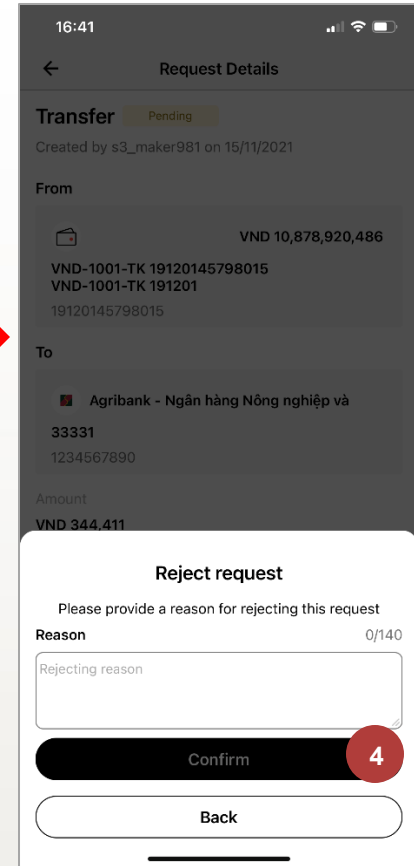 16:41
Request Details
Transfer Pending
Created by s3_maker981 on 15/11/2021
From
VND 10,878,920,486
VND-1001-TK 19120145798015
VND-1001-TK 191201
19120145798015
To
Agribank - Ngân hàng Nông nghiệp và
33331
1234567890
Amount
VND 344,411
Reject request
Please provide a reason for rejecting this request
Reason 0/140
Rejecting reason
Confirm 4
Back